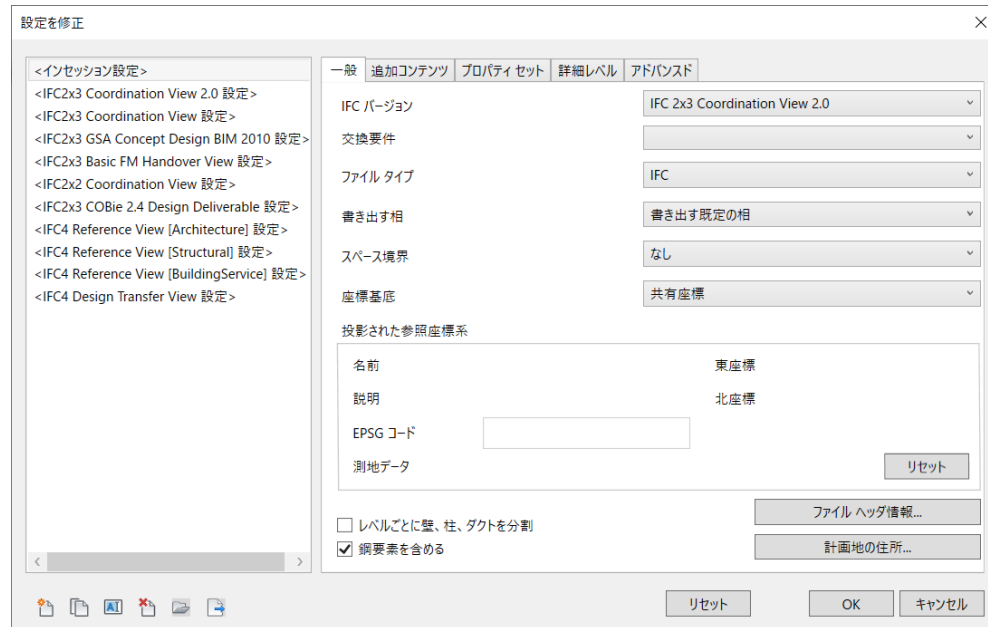 設定を修正
<インセッション設定>
<IFC2x3 Coordination View 2.0 設定>
<IFC2x3 Coordination View 設定>
<IFC2x3 GSA Concept Design BIM 2010 設定>
<IFC2x3 Basic FM Handover View 設定>
<IFC2x2 Coordination View 設定>
<IFC2x3 COBie 2.4 Design Deliverable 設定>
<IFC4 Reference View [Architecture] 設定>
<IFC4 Reference View [Structural] 設定>
<IFC4 Reference View [BuildingService] 設定>
<IFC4 Design Transfer View 設定>
一般 追加コンテンツ プロパティ セット 詳細レベル アドバンスド
IFC バージョン IFC 2x3 Coordination View 2.0
交換要件
ファイル タイプ IFC
書き出す相 書き出す既定の相
スペース境界 なし
座標基底 共有座標
投影された参照座標系
名前 東座標
説明 北座標
EPSG コード
測地データ リセット
ファイル ヘッダ情報...
レベルごとに壁、柱、ダクトを分割
鋼要素を含める 計画地の住所...
AI
リセット OK キャンセル